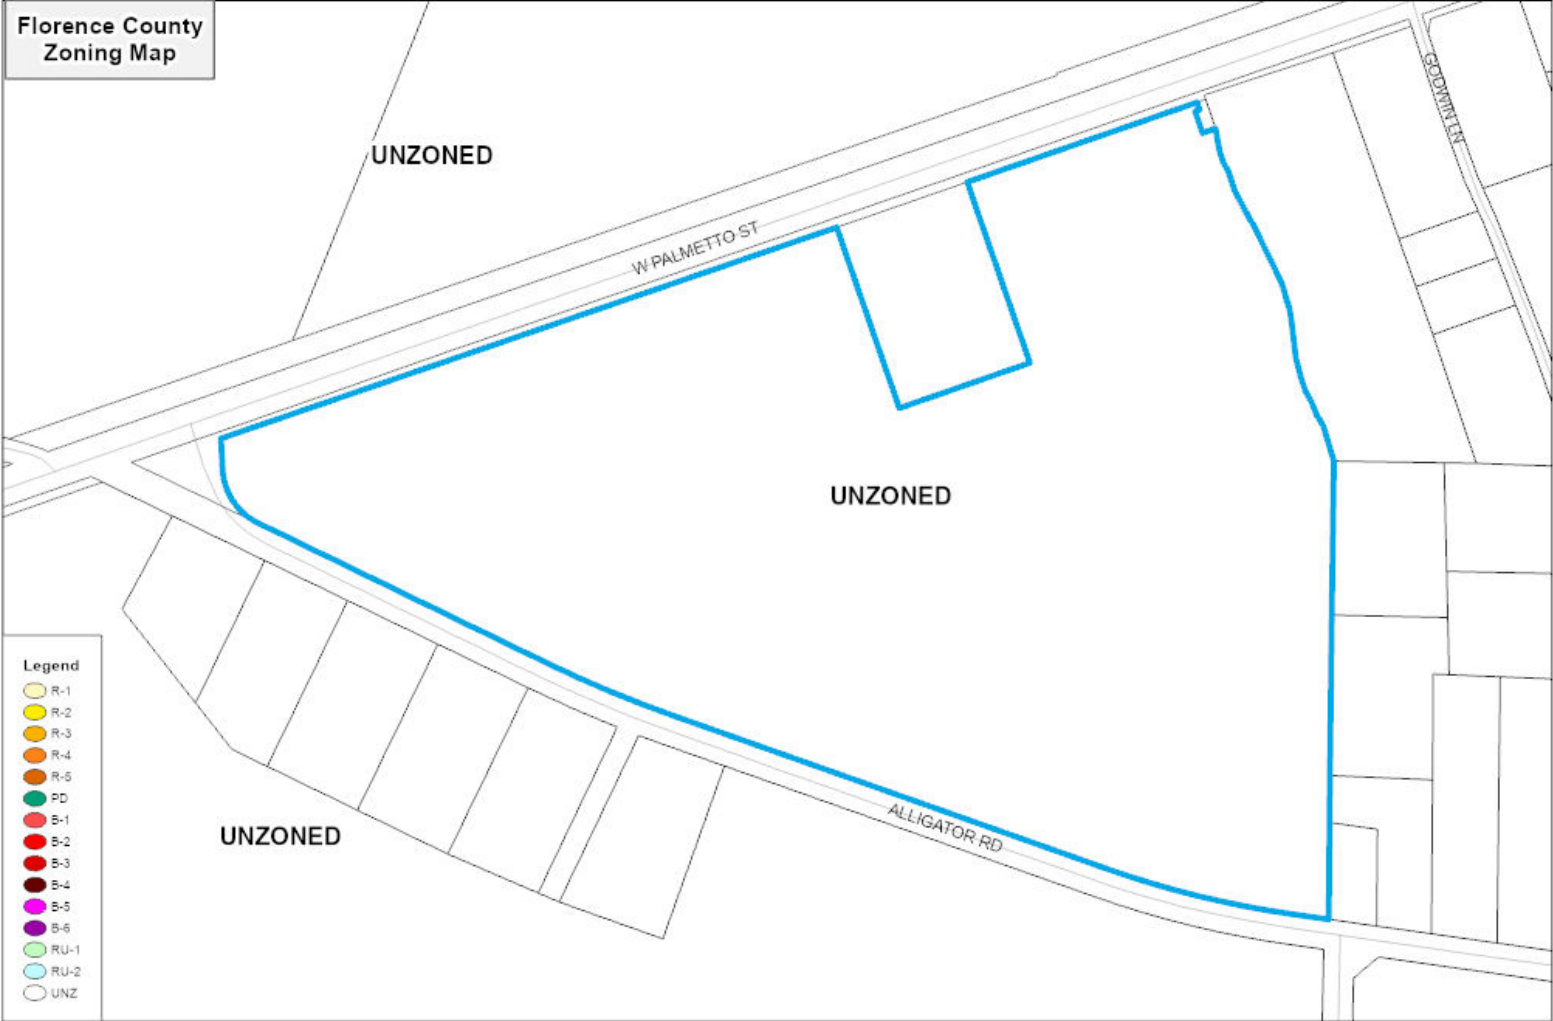 Florence County
Zoning Map
GODWIN LN
UNZONED
W PALMETTO ST
UNZONED
ALLIGATOR RD
UNZONED
Legend
R-1
R-2
R-3
R-4
R-5
PD
B-1
B-2
B-3
B-4
B-5
B-6
RU-1
RU-2
UNZ